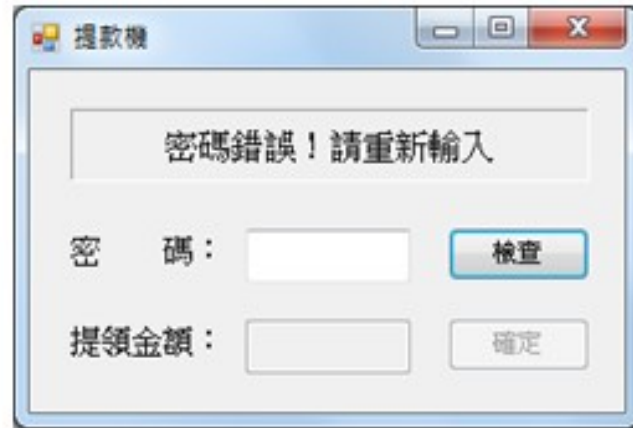 提款機
密碼錯誤！請重新輸入
密　碼： 檢查
提領金額： 確定